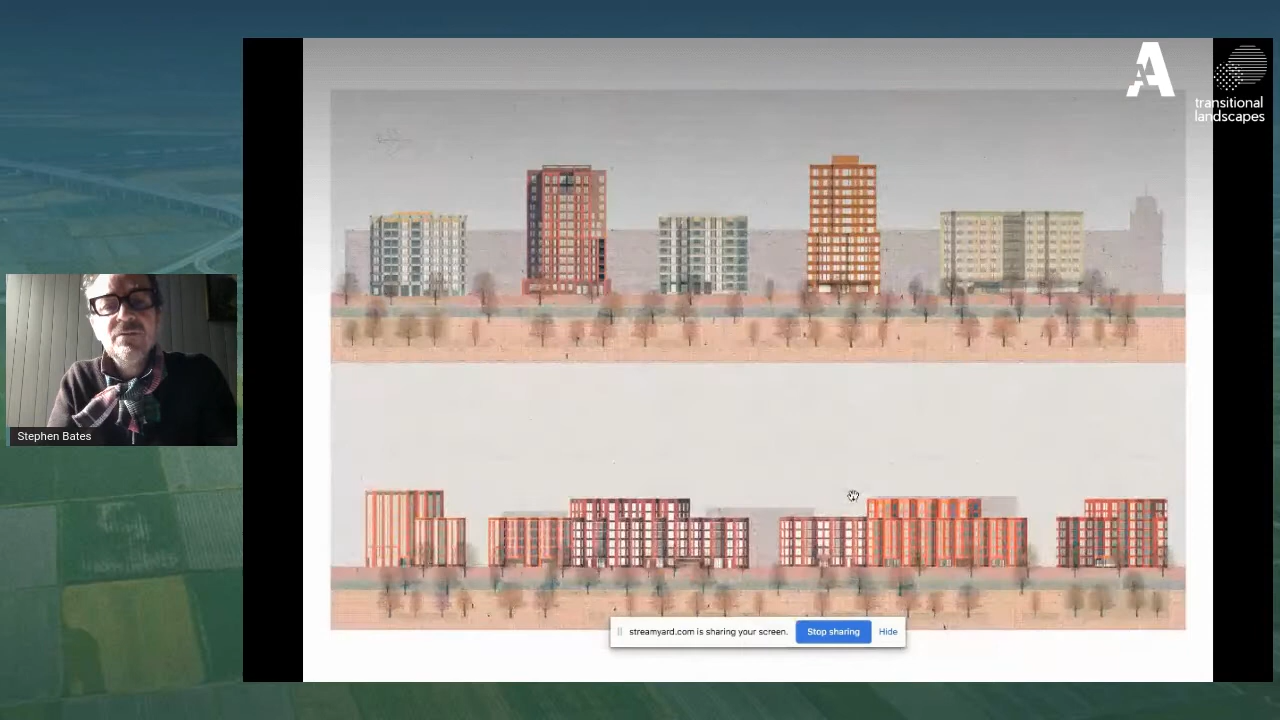 A
A
transitional
landscapes
Stephen Bates
streamyard.com is sharing your screen.
Stop sharing
Hide